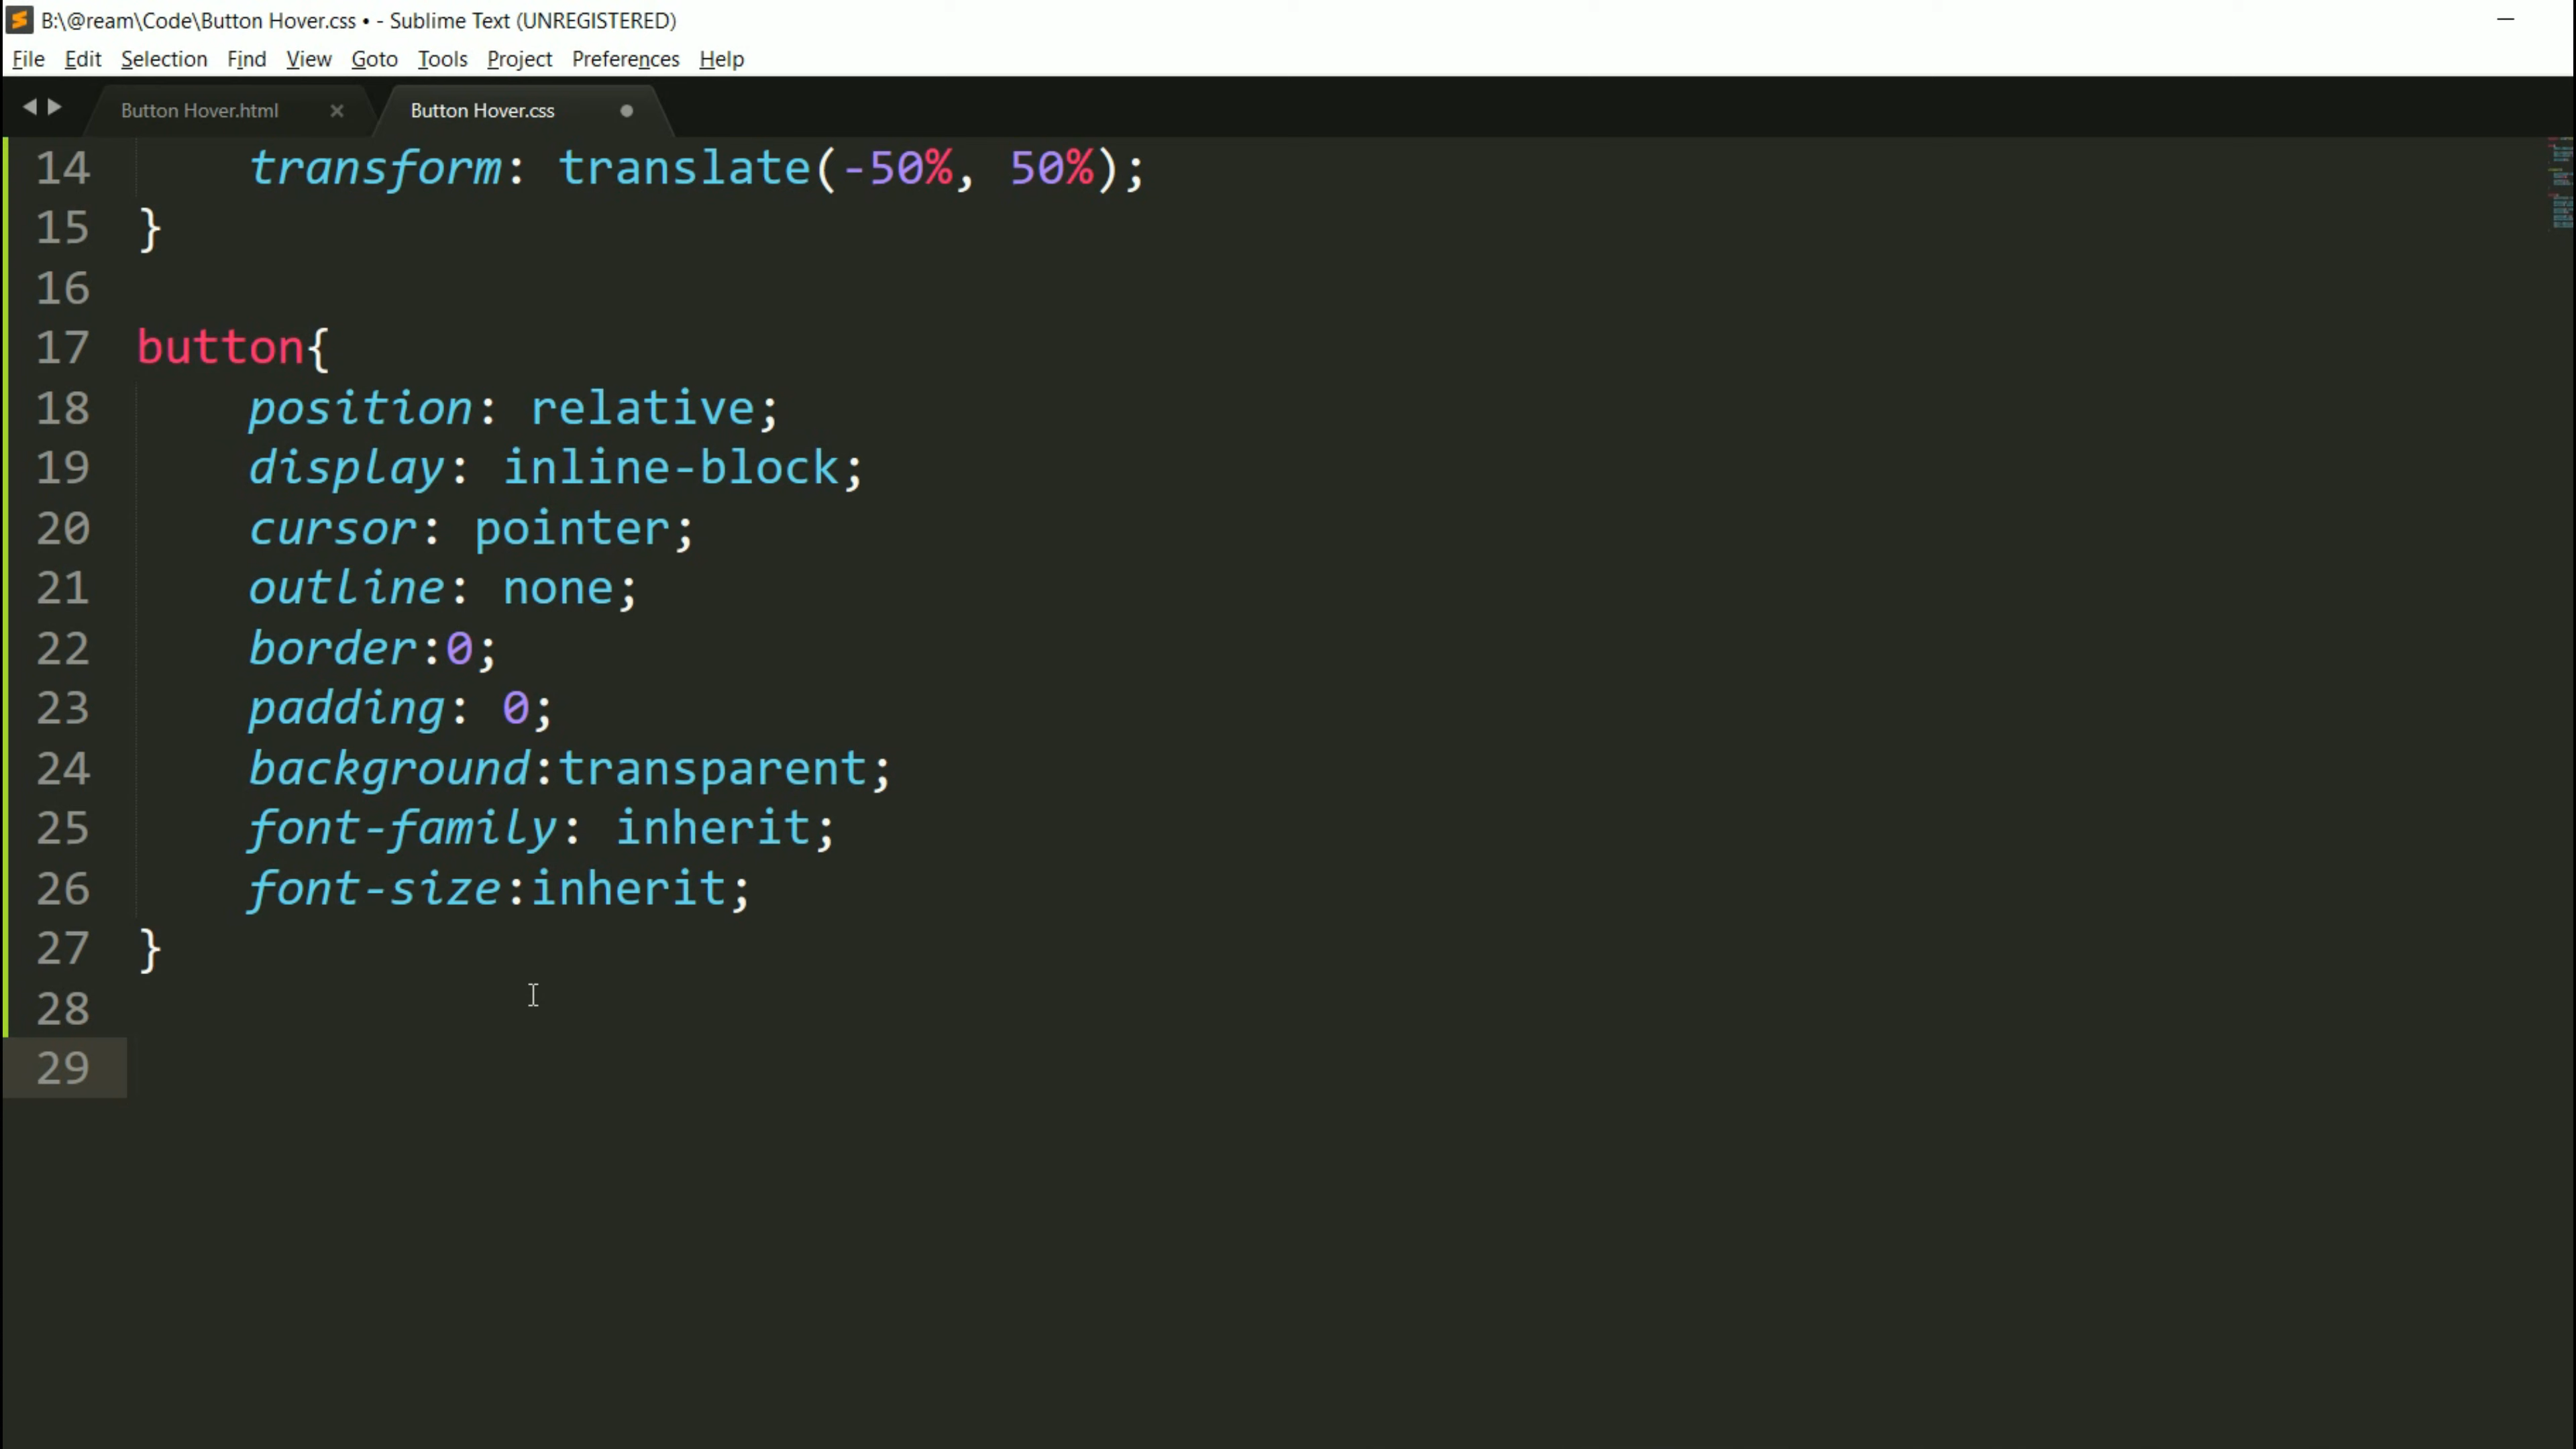 B:\@ream\Code\Button Hover.css • - Sublime Text (UNREGISTERED)
File Edit Selection Find View Goto Tools Project Preferences Help
Button Hover.html Button Hover.css
14 transform: translate(-50%, 50%);
15 }
16
17 button{
18 position: relative;
19 display: inline-block;
20 cursor: pointer;
21 outline: none;
22 border:0;
23 padding: 0;
24 background:transparent;
25 font-family: inherit;
26 font-size:inherit;
27 }
28
29